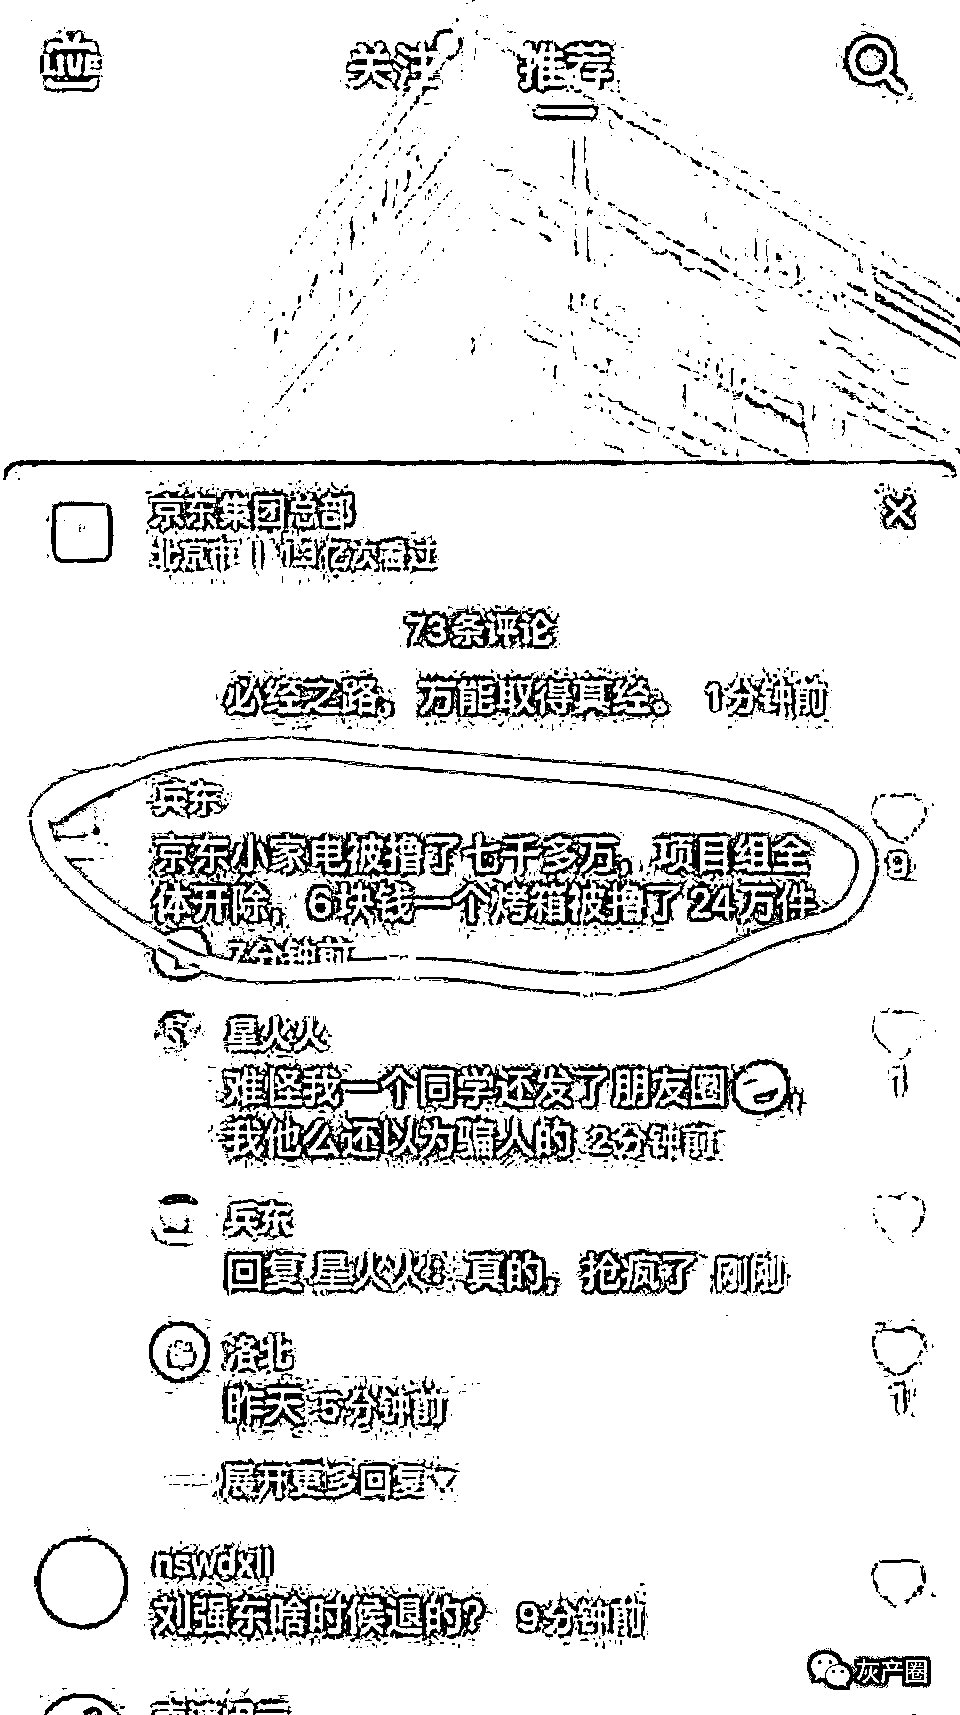 LIVE
关注 推荐
京东集团总部
北京市 | 1.3亿次看过
73条评论
必经之路，方能取得真经。 1分钟前
兵东
京东小家电被撸了七千多万，项目组全
体开除，6块钱一个烤箱被撸了24万件
9
7分钟前
星火火
难怪我一个同学还发了朋友圈
1
我他么还以为骗人的 2分钟前
兵东
回复 星火火：真的，抢疯了 刚刚
洛北
昨天 5分钟前
1
展开更多回复
nswdxll
刘强东啥时候退的？ 9分钟前
灰产圈